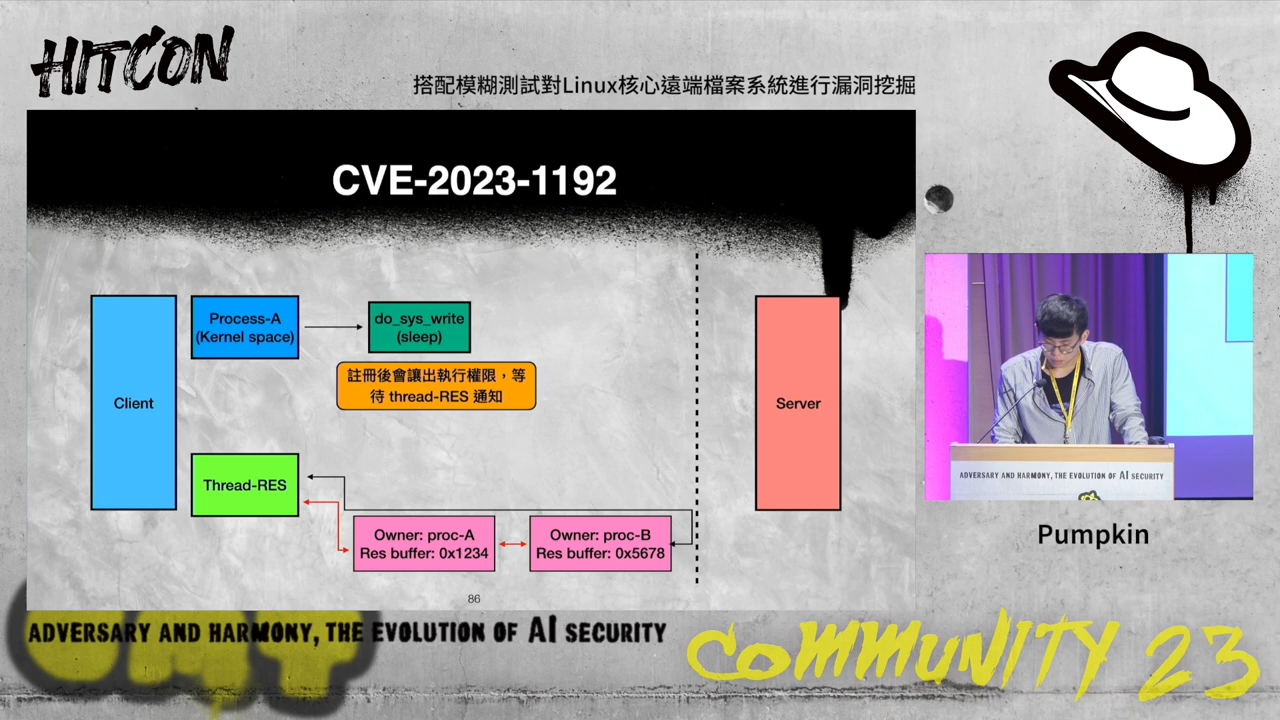 HITCON
搭配模糊測試對Linux核心遠端檔案系統進行漏洞挖掘
CVE-2023-1192
Client
Process-A
(Kernel space)
do_sys_write
(sleep)
註冊後會讓出執行權限，等
待 thread-RES 通知
Server
Thread-RES
Owner: proc-A
Res buffer: 0x1234
Owner: proc-B
Res buffer: 0x5678
86
ADVERSARY AND HARMONY, THE EVOLUTION OF AI SECURITY
Pumpkin
ADVERSARY AND HARMONY, THE EVOLUTION OF AI SECURITY
COMMUNITY 23